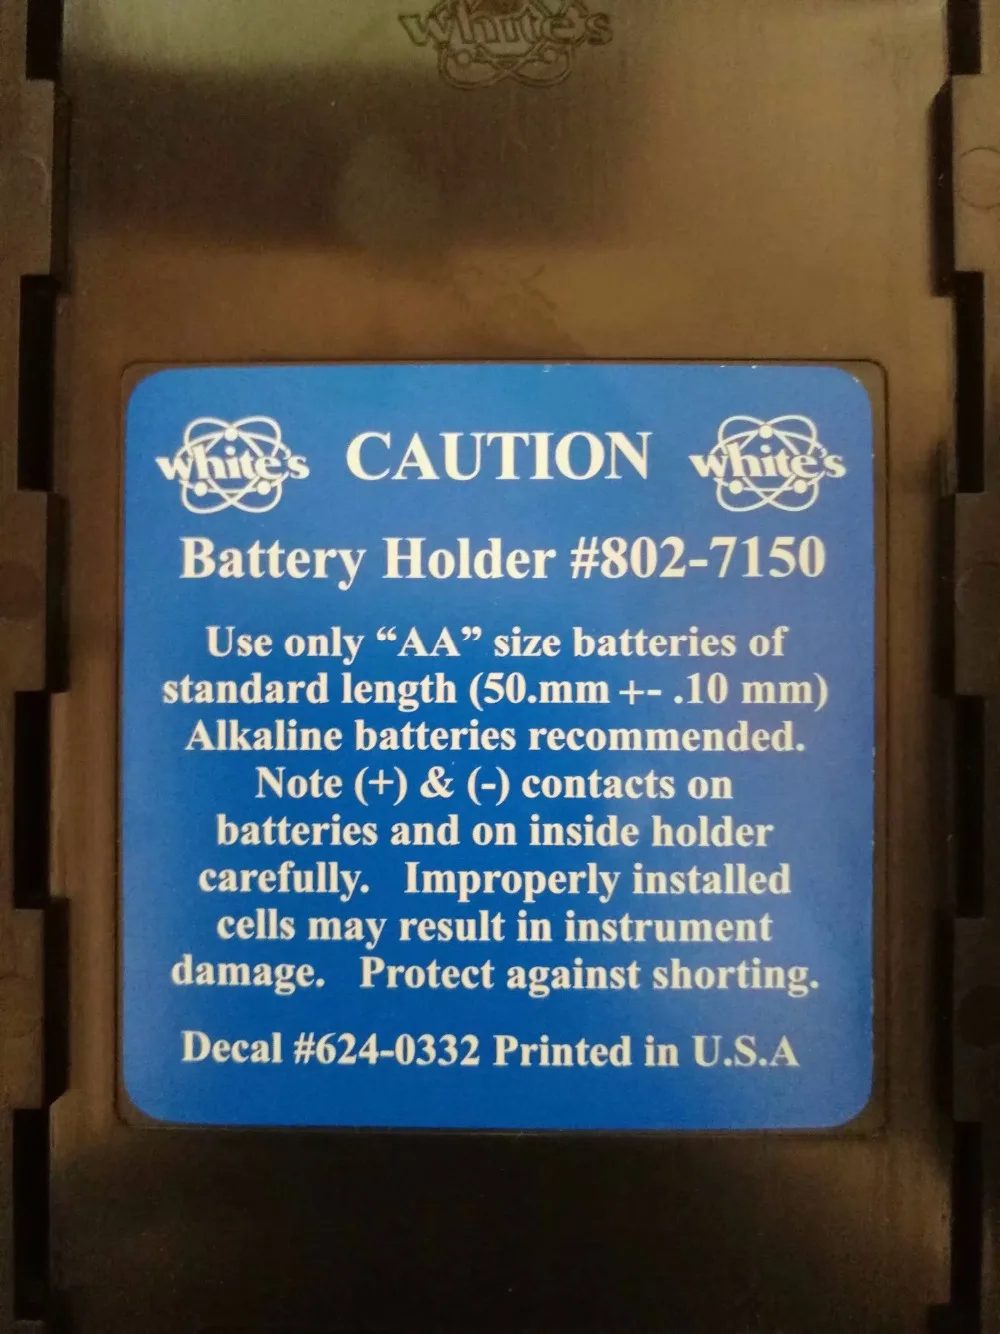 white's
white's CAUTION white's
Battery Holder #802-7150
Use only “AA” size batteries of
standard length (50.mm +- .10 mm)
Alkaline batteries recommended.
Note (+) & (-) contacts on
batteries and on inside holder
carefully. Improperly installed
cells may result in instrument
damage. Protect against shorting.
Decal #624-0332 Printed in U.S.A